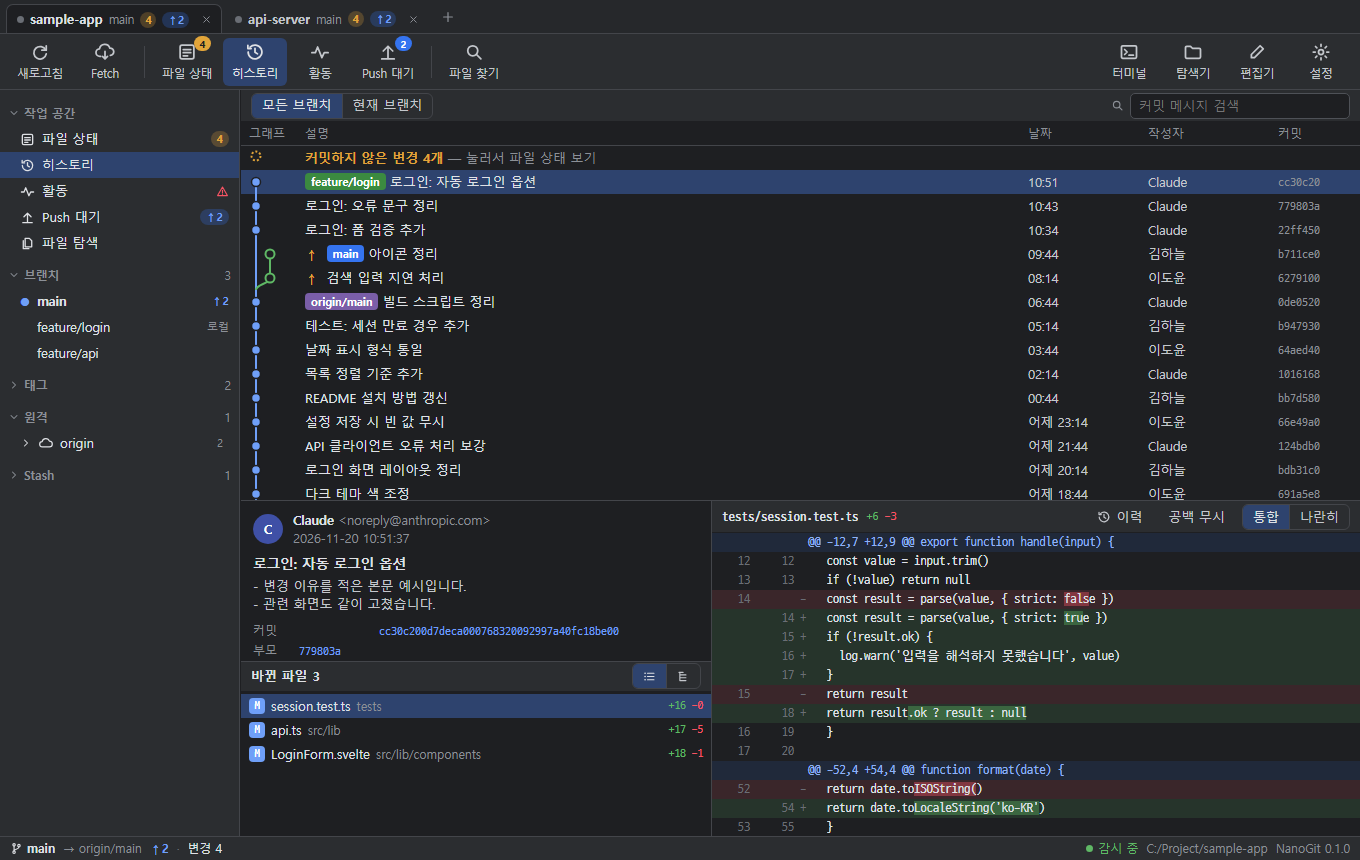 sample-app main 4 ↑2 × api-server main 4 ↑2 × +
새로고침 Fetch 파일 상태 4 히스토리 활동 Push 대기 2 파일 찾기 터미널 탐색기 편집기 설정
작업 공간
파일 상태 4
히스토리
활동
Push 대기 ↑2
파일 탐색
브랜치 3
main ↑2
feature/login 로컬
feature/api
태그 2
원격 1
origin 2
Stash 1
모든 브랜치 현재 브랜치 커밋 메시지 검색
그래프 설명 날짜 작성자 커밋
커밋하지 않은 변경 4개 — 눌러서 파일 상태 보기
feature/login 로그인: 자동 로그인 옵션 10:51 Claude cc30c20
로그인: 오류 문구 정리 10:43 Claude 779803a
로그인: 폼 검증 추가 10:34 Claude 22ff450
↑ main 아이콘 정리 09:44 김하늘 b711ce0
↑ 검색 입력 지연 처리 08:14 이도윤 6279100
origin/main 빌드 스크립트 정리 06:44 Claude 0de0520
테스트: 세션 만료 경우 추가 05:14 김하늘 b947930
날짜 표시 형식 통일 03:44 이도윤 64aed40
목록 정렬 기준 추가 02:14 Claude 1016168
README 설치 방법 갱신 00:44 김하늘 bb7d580
설정 저장 시 빈 값 무시 어제 23:14 이도윤 66e49a0
API 클라이언트 오류 처리 보강 어제 21:44 Claude 124bdb0
로그인 화면 레이아웃 정리 어제 20:14 김하늘 bdb31c0
다크 테마 색 조정 어제 18:44 이도윤 691a5e8
C Claude <noreply@anthropic.com>
2026-11-20 10:51:37
로그인: 자동 로그인 옵션
- 변경 이유를 적은 본문 예시입니다.
- 관련 화면도 같이 고쳤습니다.
커밋 cc30c200d7deca000768320092997a40fc18be00
부모 779803a
바뀐 파일 3
M session.test.ts tests +16 −0
M api.ts src/lib +17 −5
M LoginForm.svelte src/lib/components +18 −1
tests/session.test.ts +6 −3 이력 공백 무시 통합 나란히
@@ -12,7 +12,9 @@ export function handle(input) {
12 12 const value = input.trim()
13 13 if (!value) return null
14 − const result = parse(value, { strict: false })
14 + const result = parse(value, { strict: true })
15 + if (!result.ok) {
16 + log.warn('입력을 해석하지 못했습니다', value)
17 + }
15 − return result
18 + return result.ok ? result : null
16 19 }
17 20
@@ -52,4 +54,4 @@ function format(date) {
52 − return date.toISOString()
54 + return date.toLocaleString('ko-KR')
53 55 }
main → origin/main ↑2 · 변경 4 감시 중 C:/Project/sample-app NanoGit 0.1.0